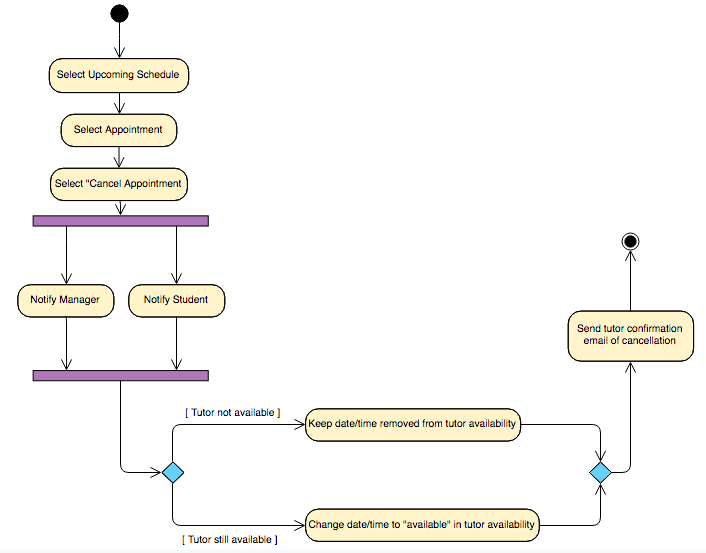 Select Upcoming Schedule
Select Appointment
Select "Cancel Appointment
Notify Manager
Notify Student
Send tutor confirmation
email of cancellation
[ Tutor not available ]
Keep date/time removed from tutor availability
Change date/time to "available" in tutor availability
[ Tutor still available ]